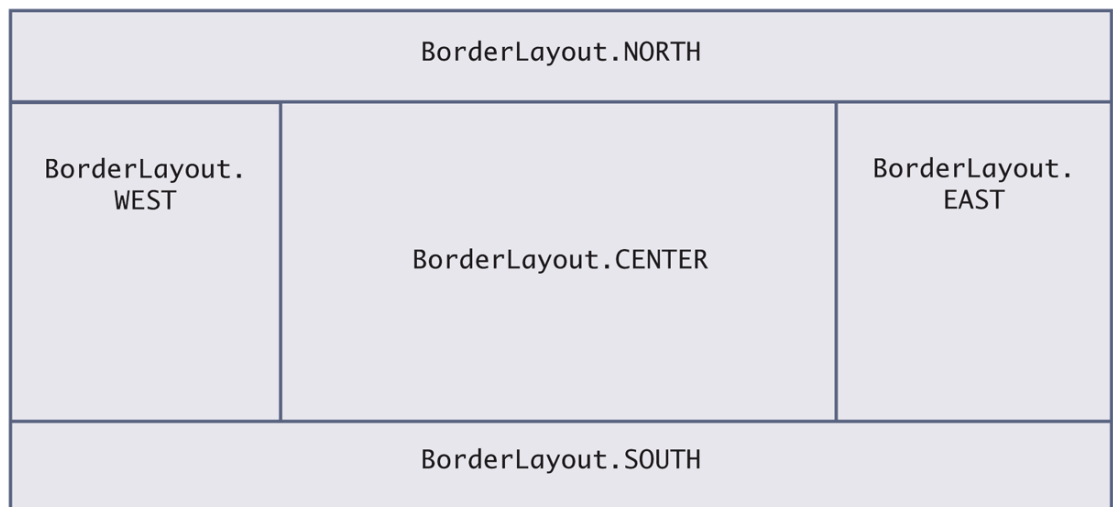 BorderLayout.NORTH
BorderLayout.
WEST
BorderLayout.CENTER
BorderLayout.
EAST
BorderLayout.SOUTH